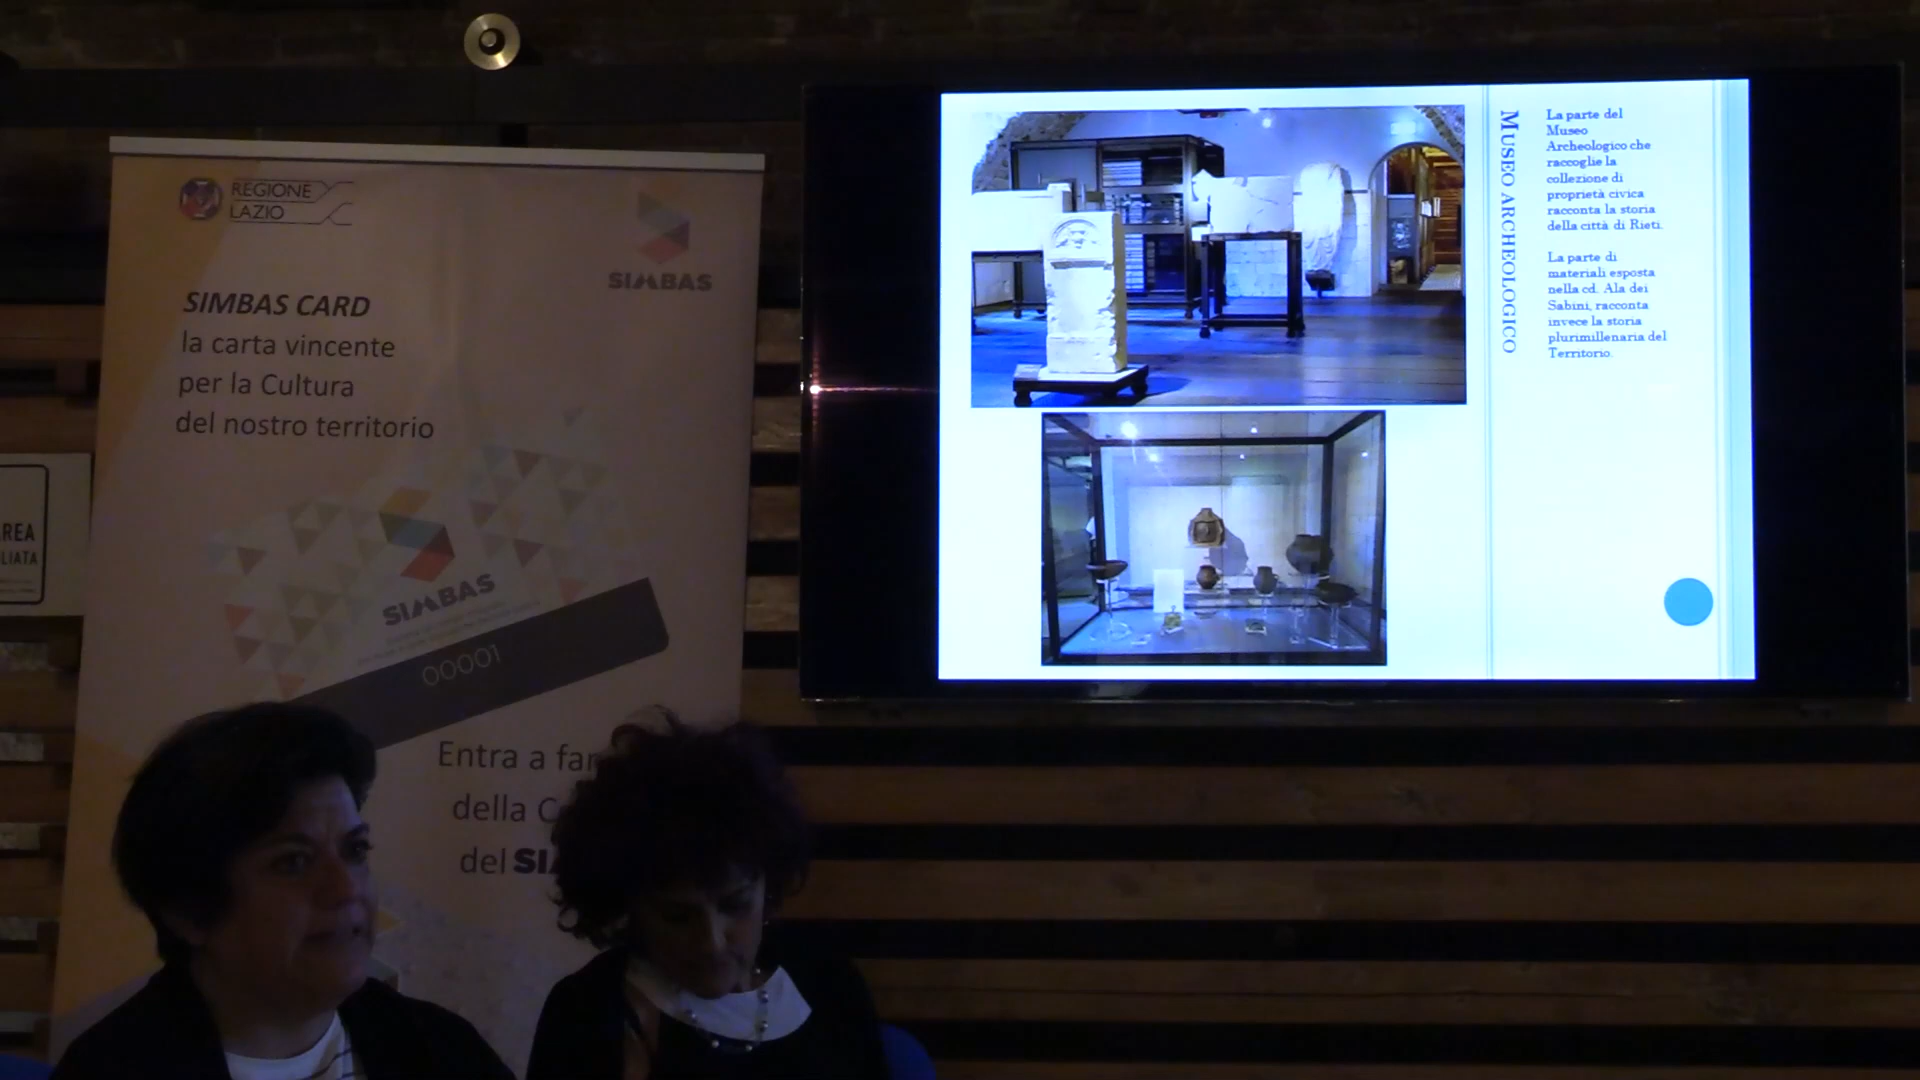 REGIONE
LAZIO
SIMBAS
SIMBAS CARD
la carta vincente
per la Cultura
del nostro territorio
SIMBAS
00001
Entra a far
della C
del SI
REA
LIATA
MUSEO ARCHEOLOGICO
La parte del
Museo
Archeologico che
raccoglie la
collezione di
proprietà civica
racconta la storia
della città di Rieti.
La parte di
materiali esposta
nella cd. Ala dei
Sabini, racconta
invece la storia
plurimillenaria del
Territorio.